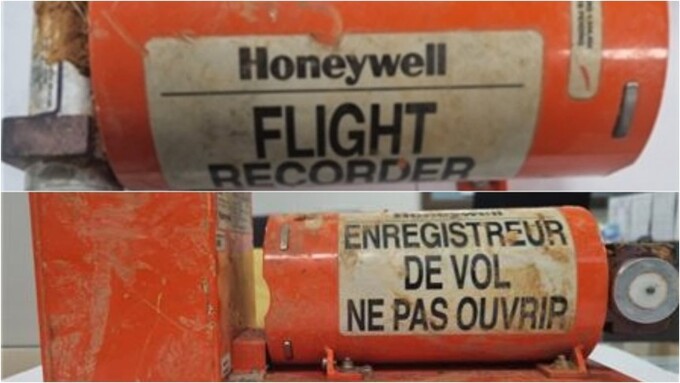 Honeywell
FLIGHT
RECORDER
Honeywell
ENREGISTREUR
DE VOL
NE PAS OUVRIR